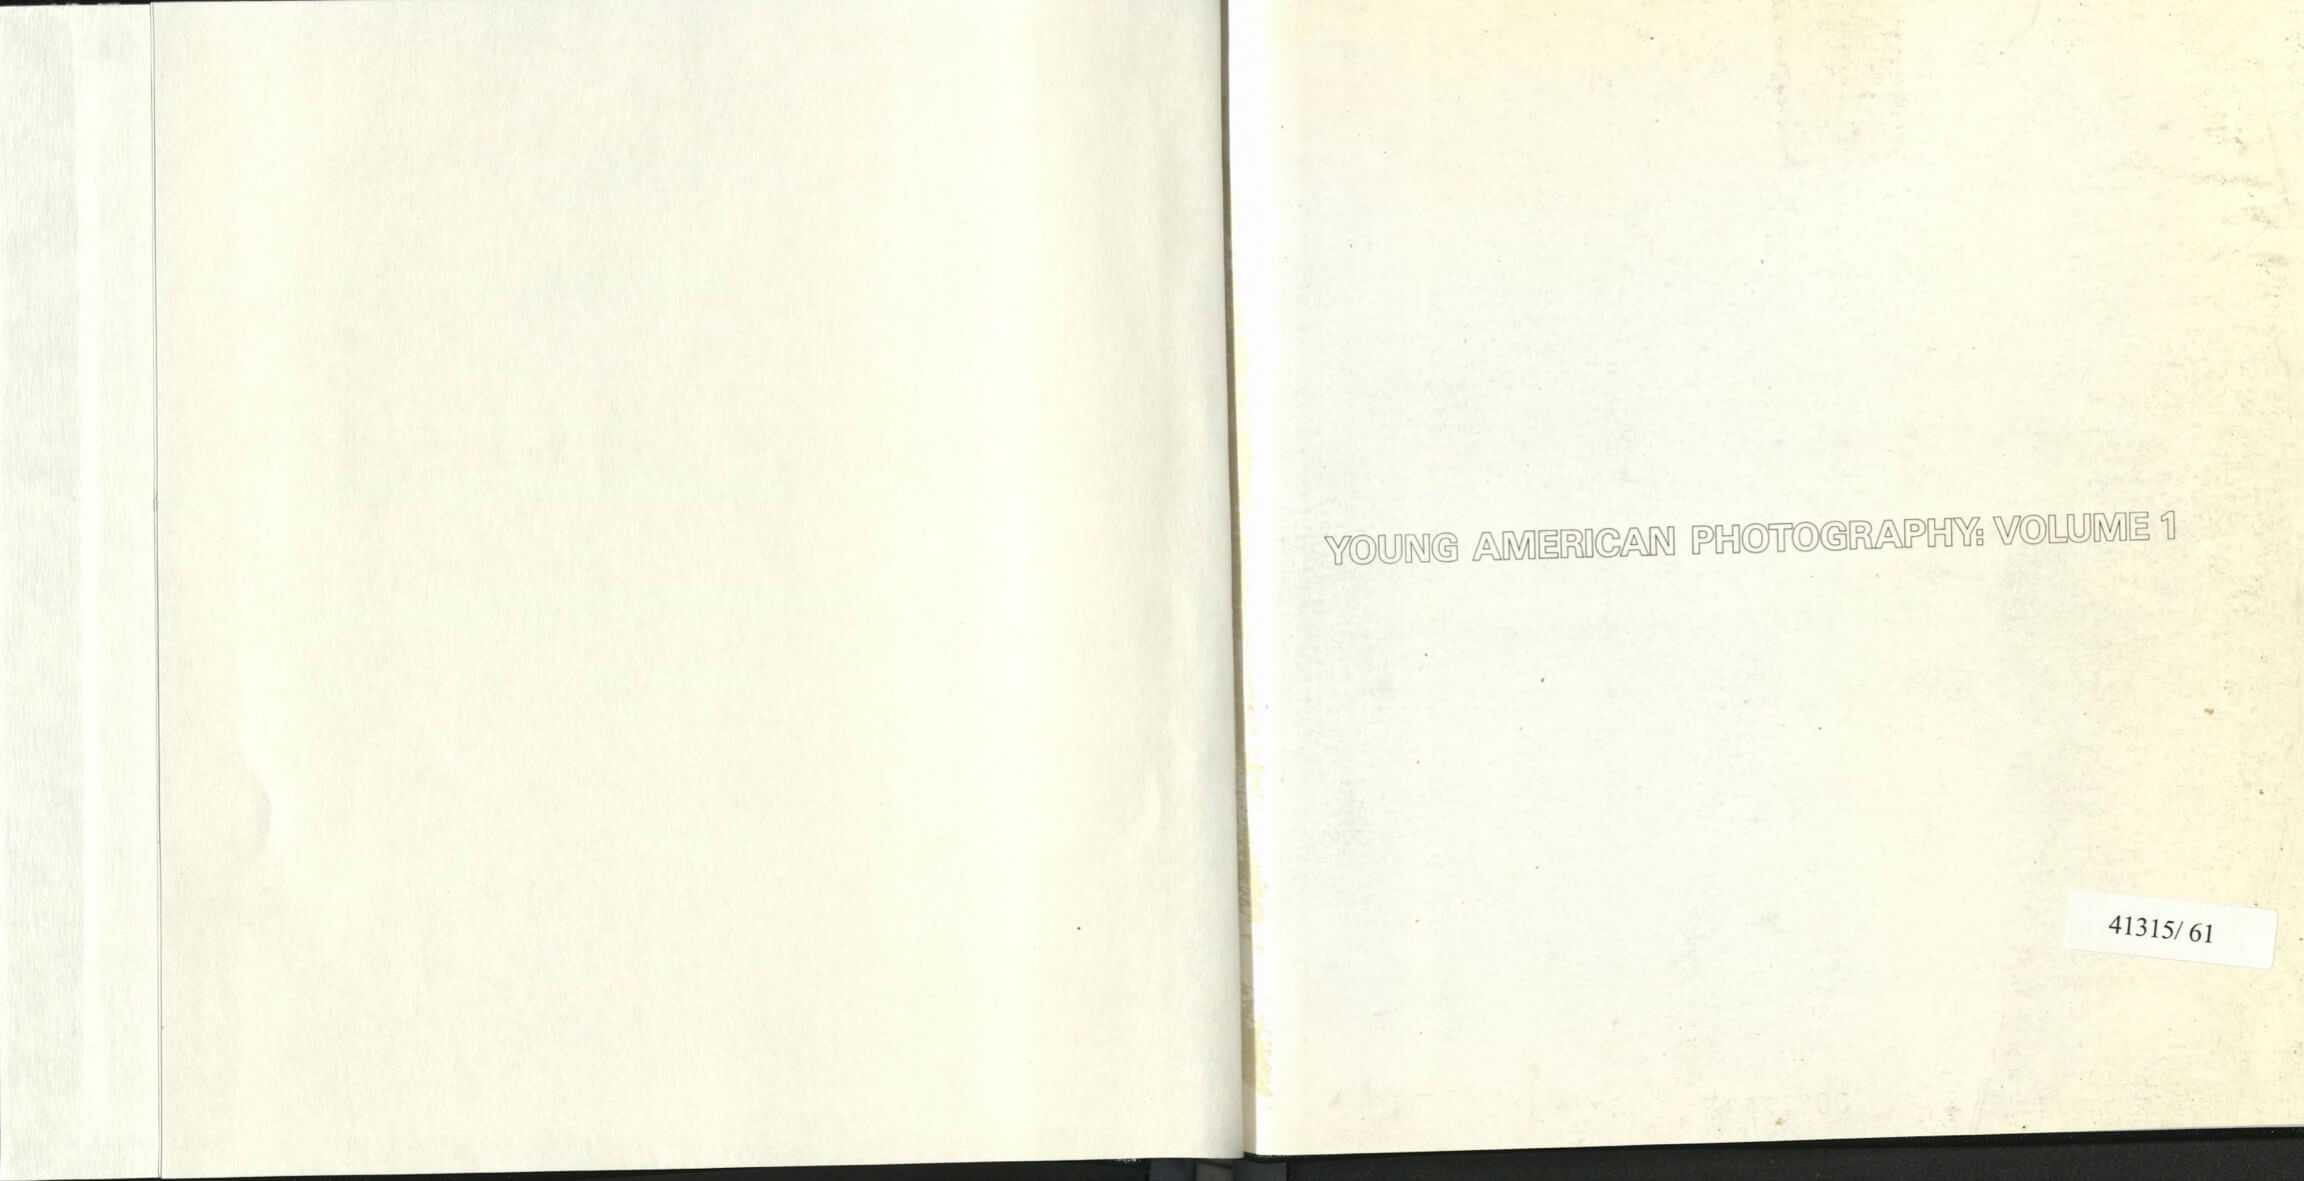 YOUNG AMERICAN PHOTOGRAPHY: VOLUME 1
41315/ 61